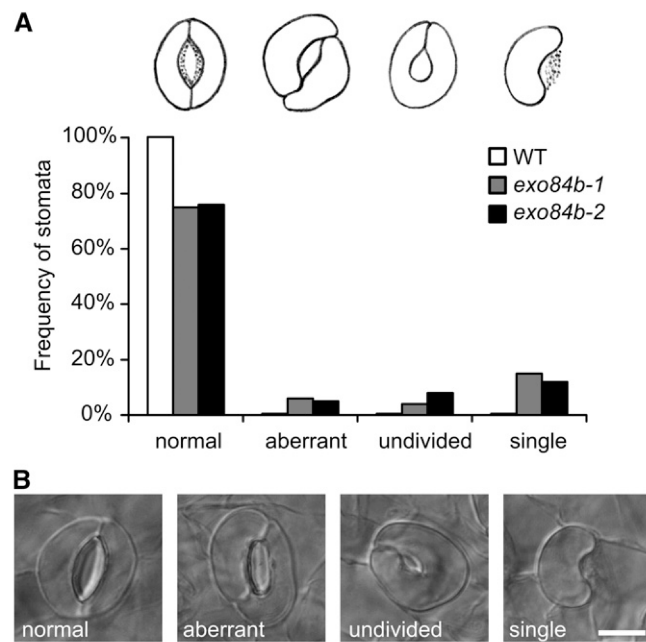 A
100%
80%
60%
40%
20%
0%
Frequency of stomata
WT
exo84b-1
exo84b-2
normal aberrant undivided single
B
normal aberrant undivided single